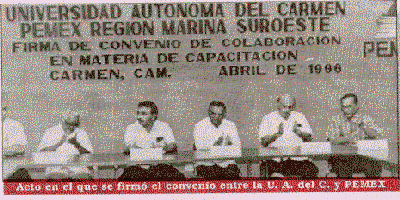 UNIVERSIDAD AUTONOMA DEL CARMEN
PEMEX REGION MARINA SUROESTE
FIRMA DE CONVENIO DE COLABORACION
EN MATERIA DE CAPACITACION
PE
CARMEN, CAM. ABRIL DE 1996
Acto en el que se firmó el convenio entre la U. A. del C. y PEMEX